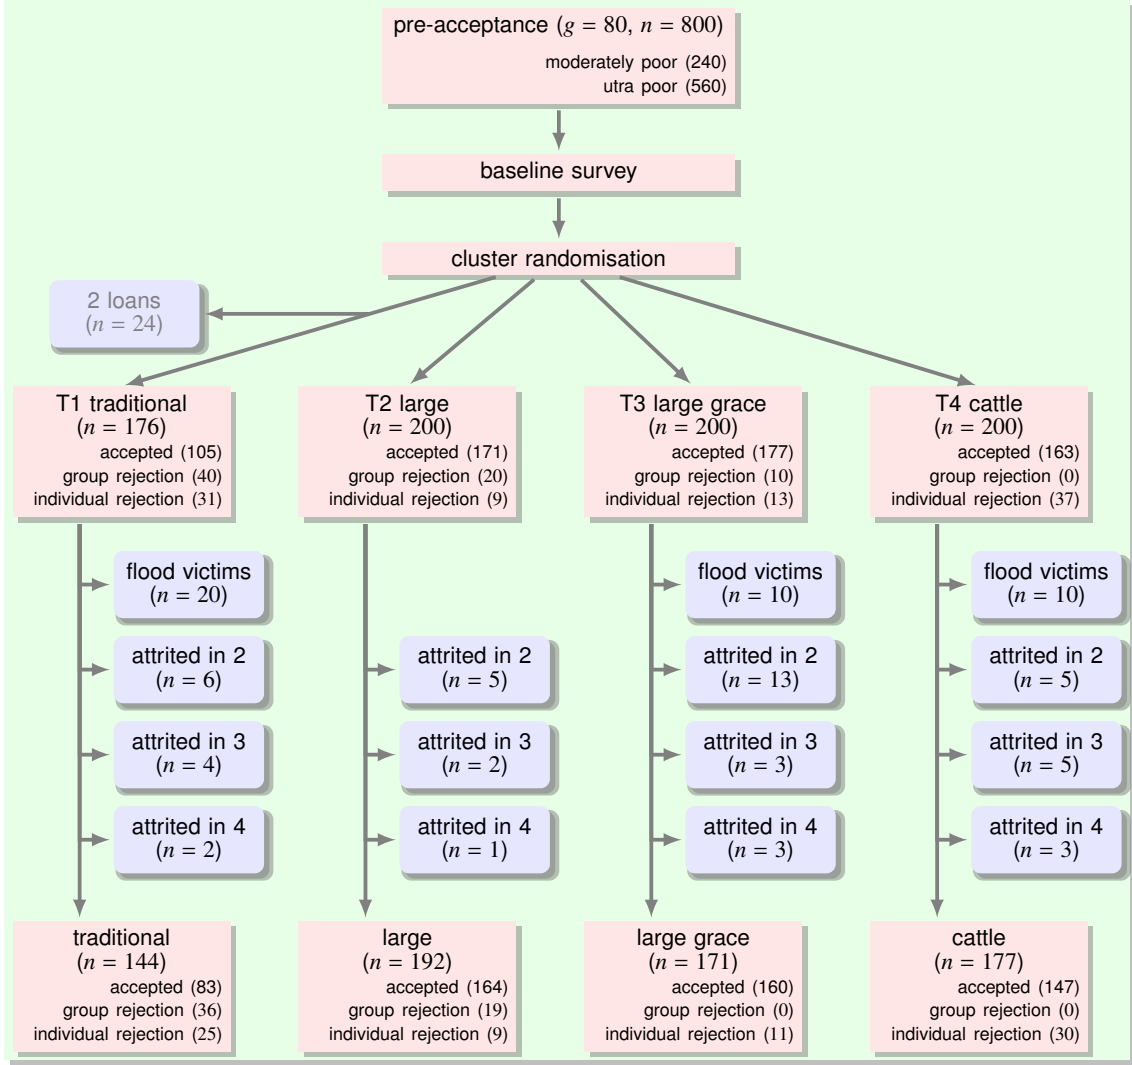 pre-acceptance (g = 80, n = 800)
moderately poor (240)
utra poor (560)
baseline survey
cluster randomisation
2 loans
(n = 24)
T1 traditional
(n = 176)
accepted (105)
group rejection (40)
individual rejection (31)
T2 large
(n = 200)
accepted (171)
group rejection (20)
individual rejection (9)
T3 large grace
(n = 200)
accepted (177)
group rejection (10)
individual rejection (13)
T4 cattle
(n = 200)
accepted (163)
group rejection (0)
individual rejection (37)
flood victims
(n = 20)
flood victims
(n = 10)
flood victims
(n = 10)
attrited in 2
(n = 6)
attrited in 2
(n = 5)
attrited in 2
(n = 13)
attrited in 2
(n = 5)
attrited in 3
(n = 4)
attrited in 3
(n = 2)
attrited in 3
(n = 3)
attrited in 3
(n = 5)
attrited in 4
(n = 2)
attrited in 4
(n = 1)
attrited in 4
(n = 3)
attrited in 4
(n = 3)
traditional
(n = 144)
accepted (83)
group rejection (36)
individual rejection (25)
large
(n = 192)
accepted (164)
group rejection (19)
individual rejection (9)
large grace
(n = 171)
accepted (160)
group rejection (0)
individual rejection (11)
cattle
(n = 177)
accepted (147)
group rejection (0)
individual rejection (30)